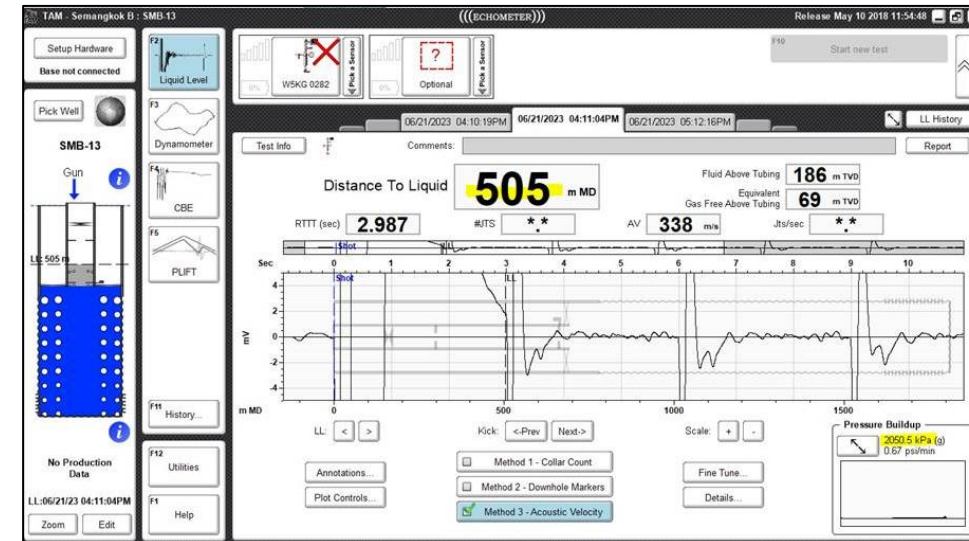 TAM - Semangkok B : SMB-13
(((ECHOMETER)))
Release May 10 2018 11:54:48
Setup Hardware
Base not connected
Pick Well
SMB-13
Gun
LL: 505 m
No Production
Data
LL:06/21/23 04:11:04PM
Zoom
Edit
F2
Liquid Level
F3
Dynamometer
F4
CBE
F5
PLIFT
F11
History...
F12
Utilities
F1
Help
0%
W5KG 0282
Pick a Sensor
0%
?
Optional
Pick a Sensor
F10
Start new test
06/21/2023 04:10:19PM
06/21/2023 04:11:04PM
06/21/2023 05:12:16PM
LL History
Test Info
Comments:
Report
Distance To Liquid 505 m MD
Fluid Above Tubing 186 m TVD
Equivalent
Gas Free Above Tubing 69 m TVD
RTTT (sec) 2.987
#JTS *.*
AV 338 m/s
Jts/sec *.*
Shot
LL
Sec 0 1 2 3 4 5 6 7 8 9 10
Shot
LL
mV
4
2
0
-2
-4
m MD 0 500 1000 1500
LL: < >
Kick: <-Prev Next->
Scale: + -
Annotations...
Plot Controls...
Method 1 - Collar Count
Method 2 - Downhole Markers
Method 3 - Acoustic Velocity
Fine Tune...
Details...
Pressure Buildup
2050.5 kPa (g)
0.67 psi/min